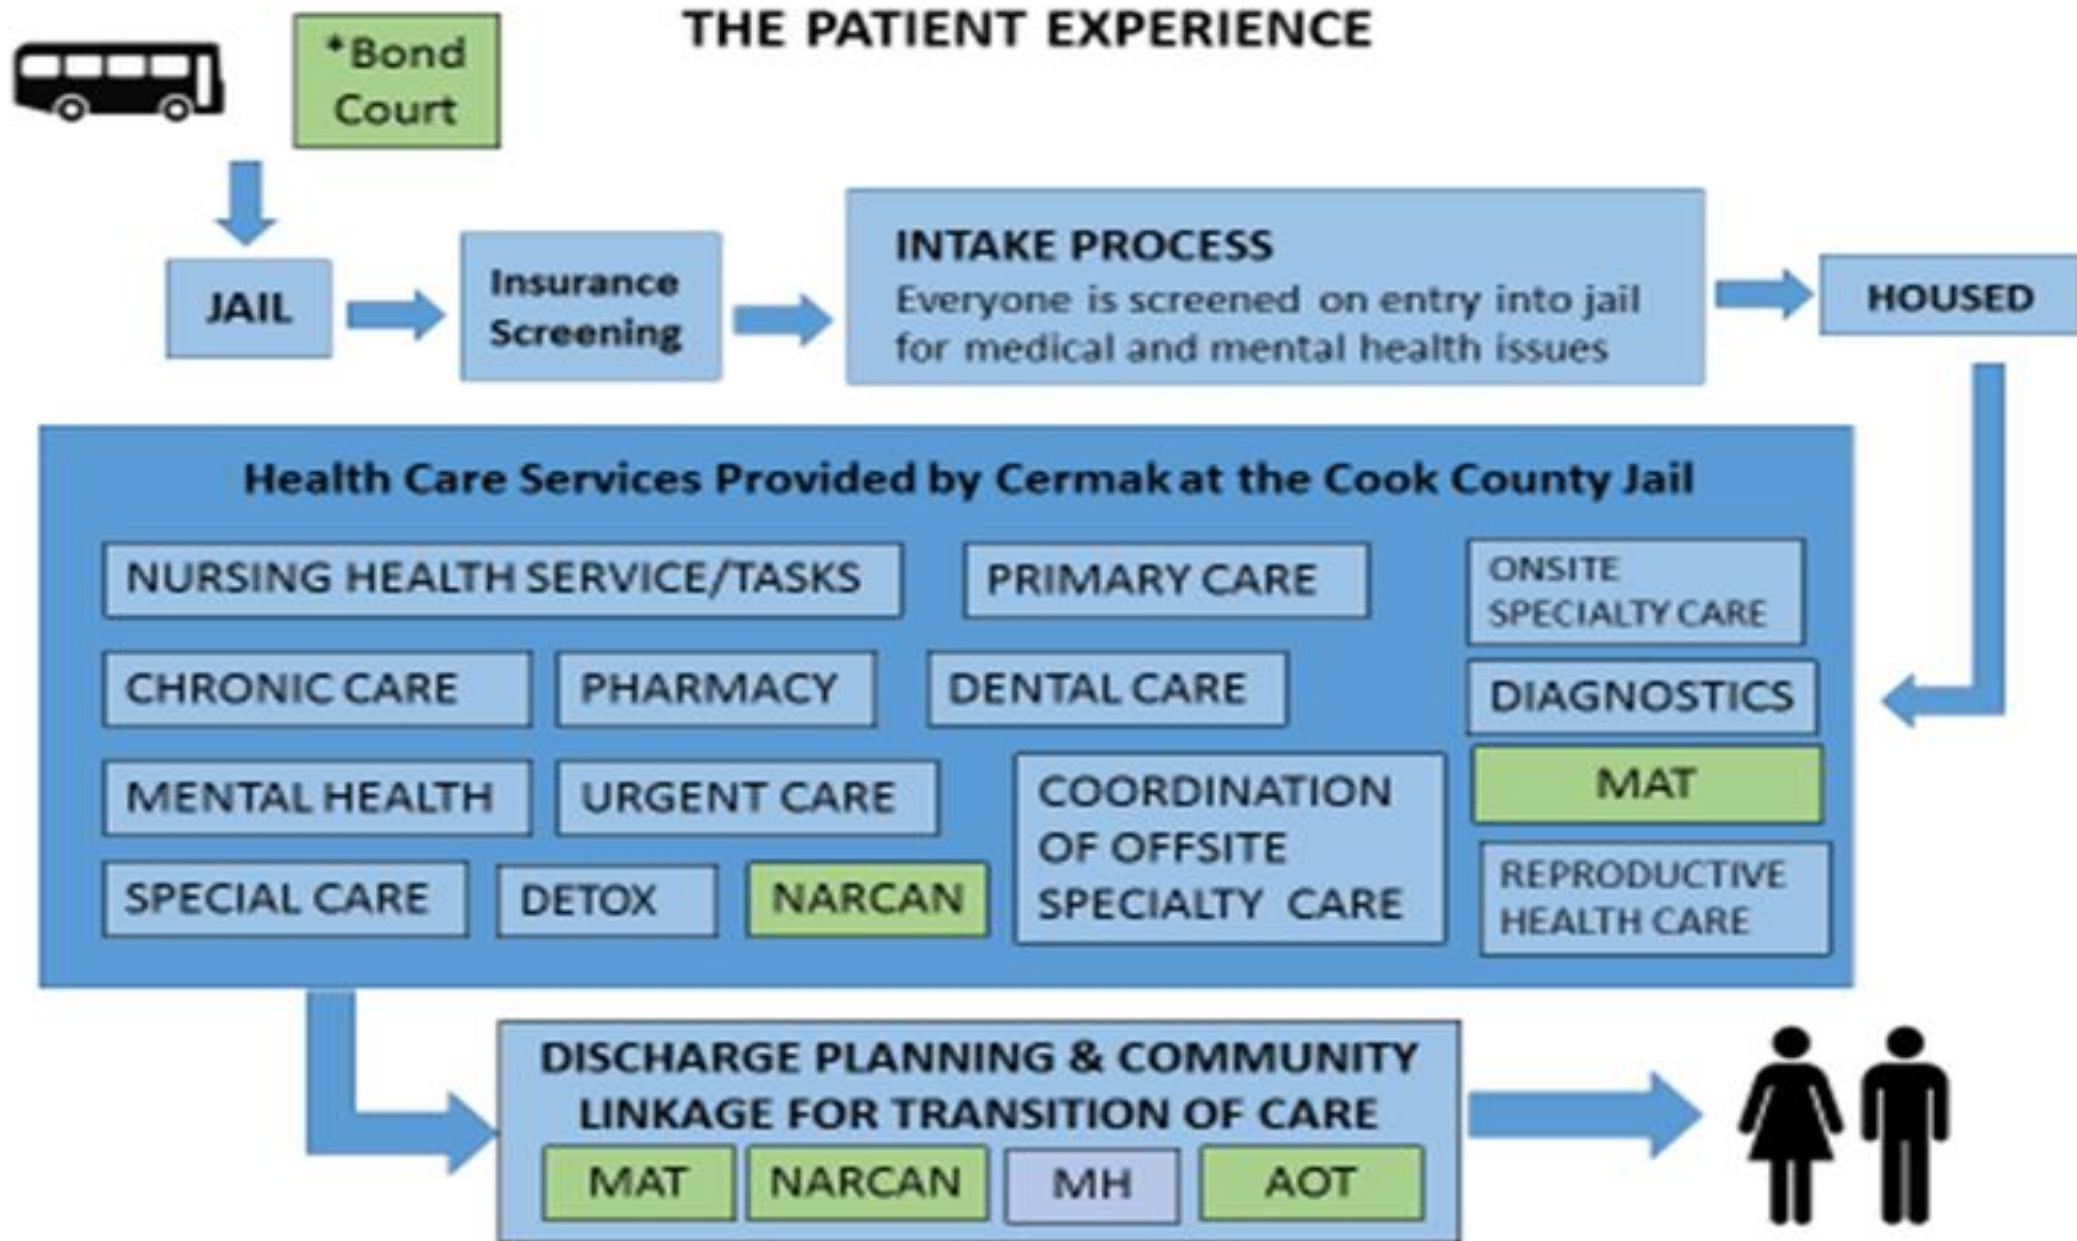 THE PATIENT EXPERIENCE
*Bond
Court
JAIL
Insurance
Screening
INTAKE PROCESS
Everyone is screened on entry into jail
for medical and mental health issues
HOUSED
Health Care Services Provided by Cermak at the Cook County Jail
NURSING HEALTH SERVICE/TASKS
PRIMARY CARE
ONSITE
SPECIALTY CARE
CHRONIC CARE
PHARMACY
DENTAL CARE
DIAGNOSTICS
MENTAL HEALTH
URGENT CARE
COORDINATION
OF OFFSITE
SPECIALTY CARE
MAT
SPECIAL CARE
DETOX
NARCAN
REPRODUCTIVE
HEALTH CARE
DISCHARGE PLANNING & COMMUNITY
LINKAGE FOR TRANSITION OF CARE
MAT
NARCAN
MH
AOT